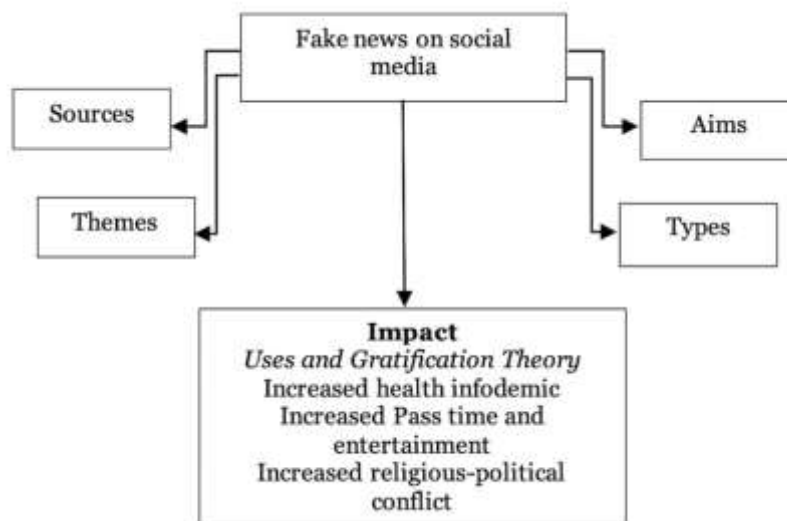 Fake news on social
media
Sources
Aims
Themes
Types
Impact
Uses and Gratification Theory
Increased health infodemic
Increased Pass time and
entertainment
Increased religious-political
conflict